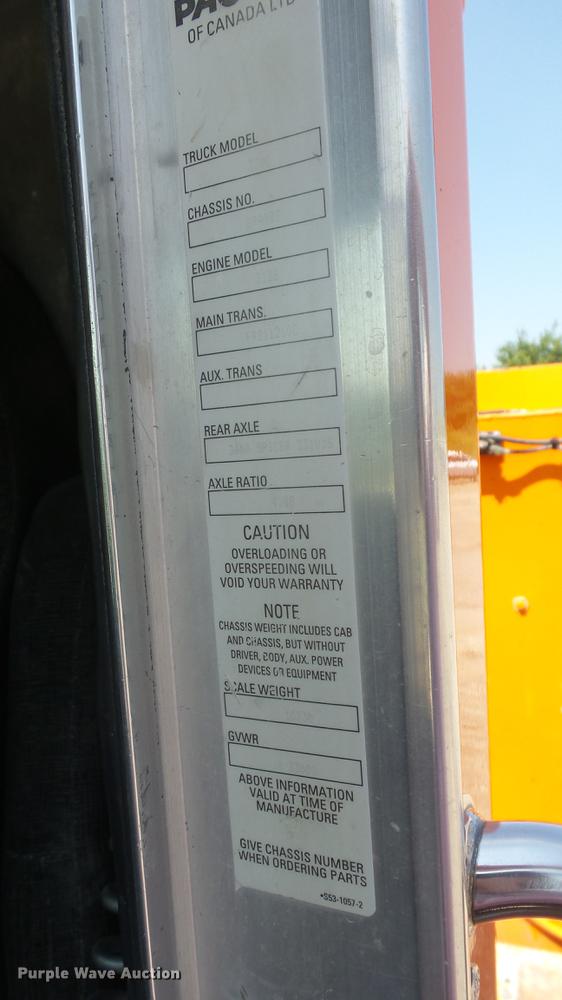 OF CANADA LTD
TRUCK MODEL
CHASSIS NO.
ENGINE MODEL
MAIN TRANS.
AUX. TRANS
REAR AXLE
AXLE RATIO
CAUTION
OVERLOADING OR
OVERSPEEDING WILL
VOID YOUR WARRANTY
NOTE
CHASSIS WEIGHT INCLUDES CAB
AND CHASSIS, BUT WITHOUT
DRIVER, BODY, AUX. POWER
DEVICES OR EQUIPMENT
SCALE WEIGHT
GVWR
ABOVE INFORMATION
VALID AT TIME OF
MANUFACTURE
GIVE CHASSIS NUMBER
WHEN ORDERING PARTS
•S53-1057-2
Purple Wave Auction